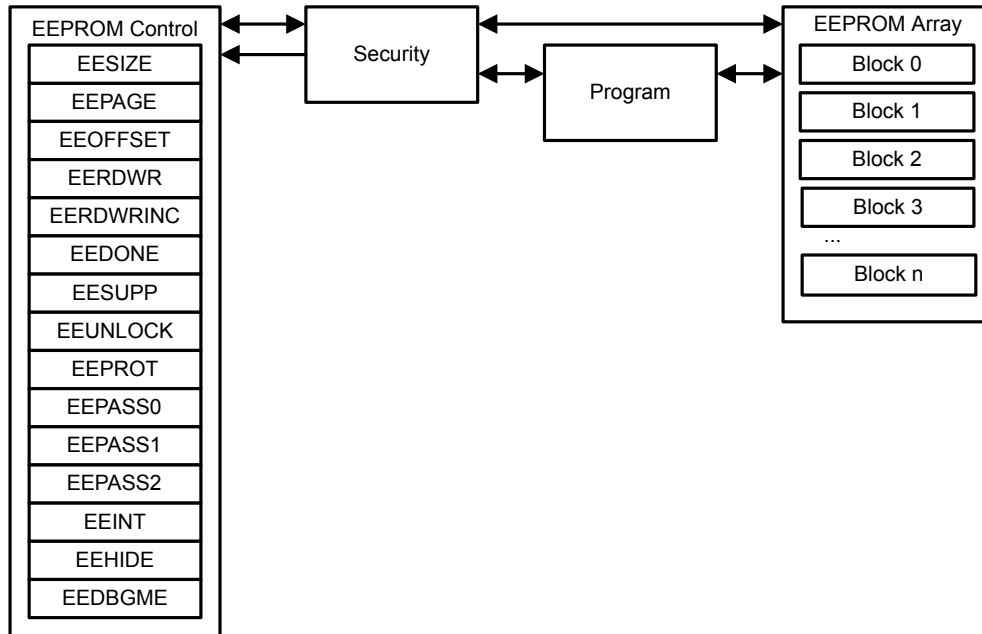 EEPROM Control
EESIZE
EEPAGE
EEOFFSET
EERDWR
EERDWRINC
EEDONE
EESUPP
EEUNLOCK
EEPROT
EEPASS0
EEPASS1
EEPASS2
EEINT
EEHIDE
EEDBGME
Security
Program
EEPROM Array
Block 0
Block 1
Block 2
Block 3
...
Block n